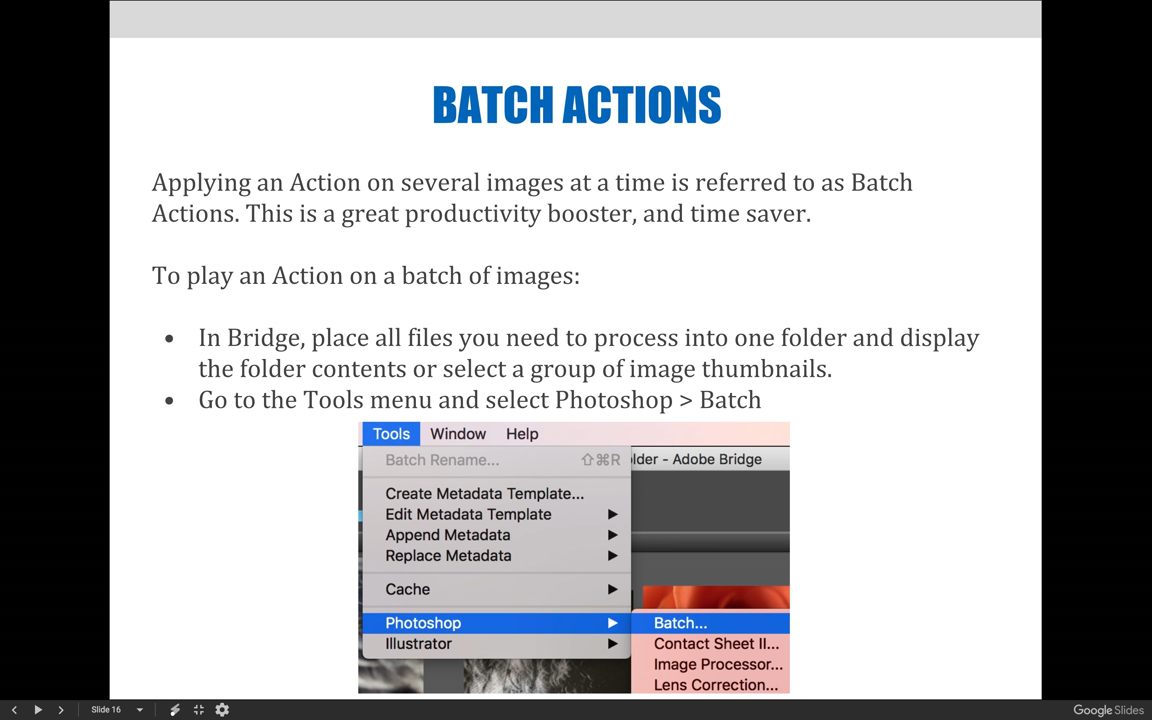 BATCH ACTIONS
Applying an Action on several images at a time is referred to as Batch
Actions. This is a great productivity booster, and time saver.
To play an Action on a batch of images:
• In Bridge, place all files you need to process into one folder and display
the folder contents or select a group of image thumbnails.
• Go to the Tools menu and select Photoshop > Batch
Tools Window Help
Batch Rename... ⇧⌘R
lder - Adobe Bridge
Create Metadata Template...
Edit Metadata Template
Append Metadata
Replace Metadata
Cache
Photoshop
Illustrator
Batch...
Contact Sheet II...
Image Processor...
Lens Correction...
Slide 16
Google Slides